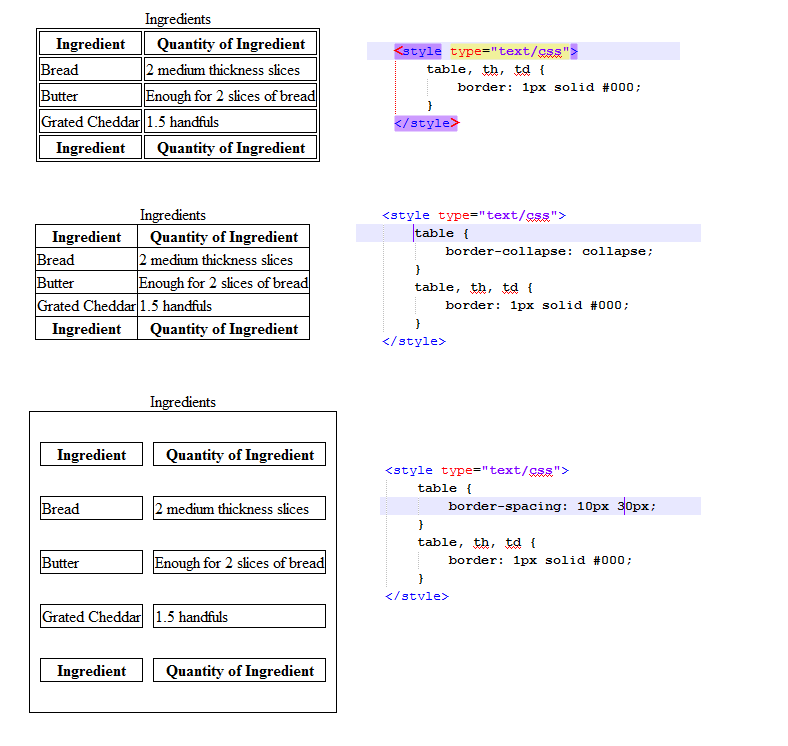 Ingredients
Ingredient Quantity of Ingredient
Bread 2 medium thickness slices
Butter Enough for 2 slices of bread
Grated Cheddar 1.5 handfuls
Ingredient Quantity of Ingredient
<style type="text/css">
table, th, td {
border: 1px solid #000;
}
</style>
Ingredients
Ingredient Quantity of Ingredient
Bread 2 medium thickness slices
Butter Enough for 2 slices of bread
Grated Cheddar 1.5 handfuls
Ingredient Quantity of Ingredient
<style type="text/css">
table {
border-collapse: collapse;
}
table, th, td {
border: 1px solid #000;
}
</style>
Ingredients
Ingredient Quantity of Ingredient
Bread 2 medium thickness slices
Butter Enough for 2 slices of bread
Grated Cheddar 1.5 handfuls
Ingredient Quantity of Ingredient
<style type="text/css">
table {
border-spacing: 10px 30px;
}
table, th, td {
border: 1px solid #000;
}
</style>